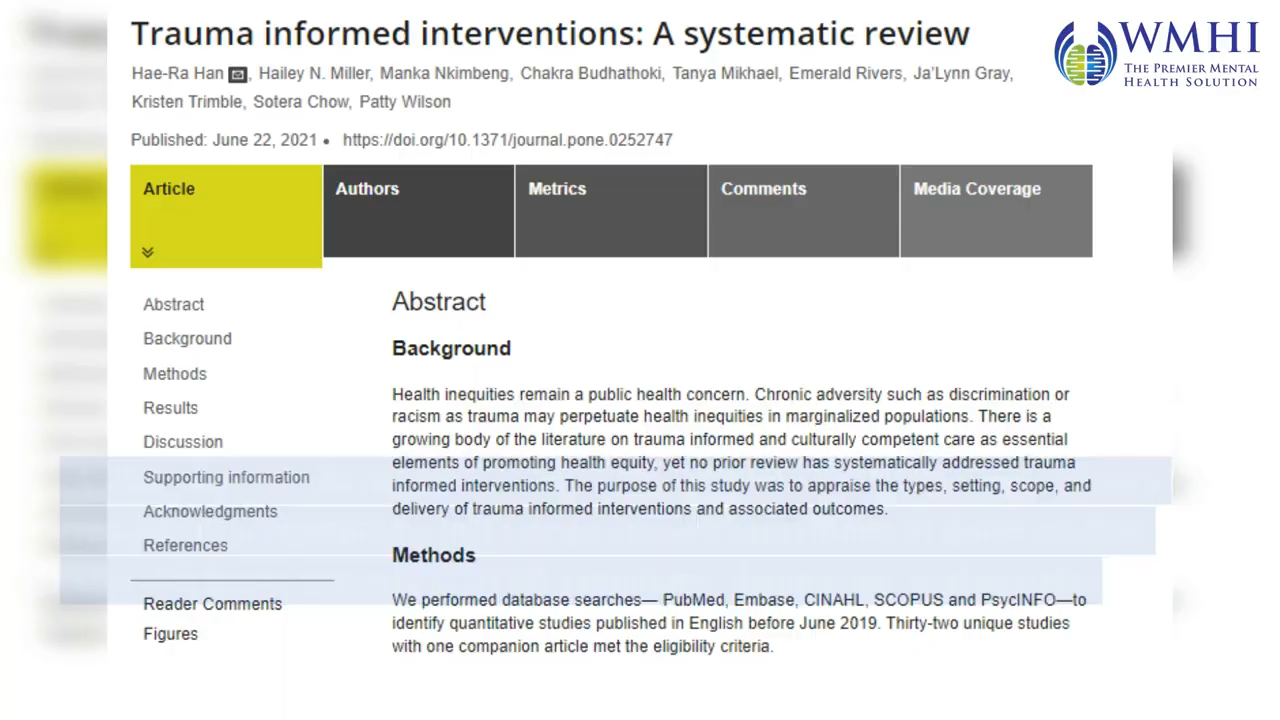 Trauma informed interventions: A systematic review
WMHI
THE PREMIER MENTAL
HEALTH SOLUTION
Hae-Ra Han, Hailey N. Miller, Manka Nkimbeng, Chakra Budhathoki, Tanya Mikhael, Emerald Rivers, Ja'Lynn Gray,
Kristen Trimble, Sotera Chow, Patty Wilson
Published: June 22, 2021 • https://doi.org/10.1371/journal.pone.0252747
Article
Authors
Metrics
Comments
Media Coverage
Abstract
Background
Methods
Results
Discussion
Supporting information
Acknowledgments
References
Reader Comments
Figures
Abstract
Background
Health inequities remain a public health concern. Chronic adversity such as discrimination or
racism as trauma may perpetuate health inequities in marginalized populations. There is a
growing body of the literature on trauma informed and culturally competent care as essential
elements of promoting health equity, yet no prior review has systematically addressed trauma
informed interventions. The purpose of this study was to appraise the types, setting, scope, and
delivery of trauma informed interventions and associated outcomes.
Methods
We performed database searches— PubMed, Embase, CINAHL, SCOPUS and PsycINFO—to
identify quantitative studies published in English before June 2019. Thirty-two unique studies
with one companion article met the eligibility criteria.